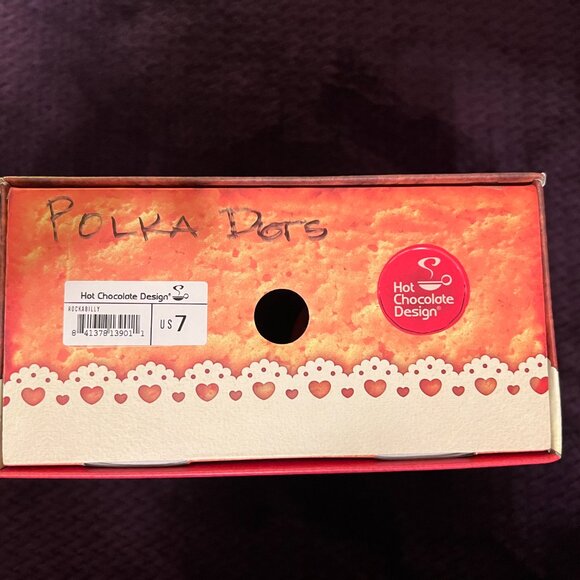 POLKA DOTS
Hot Chocolate Design®
ROCKABILLY
8 41378 13901 1
US 7
Hot
Chocolate
Design®